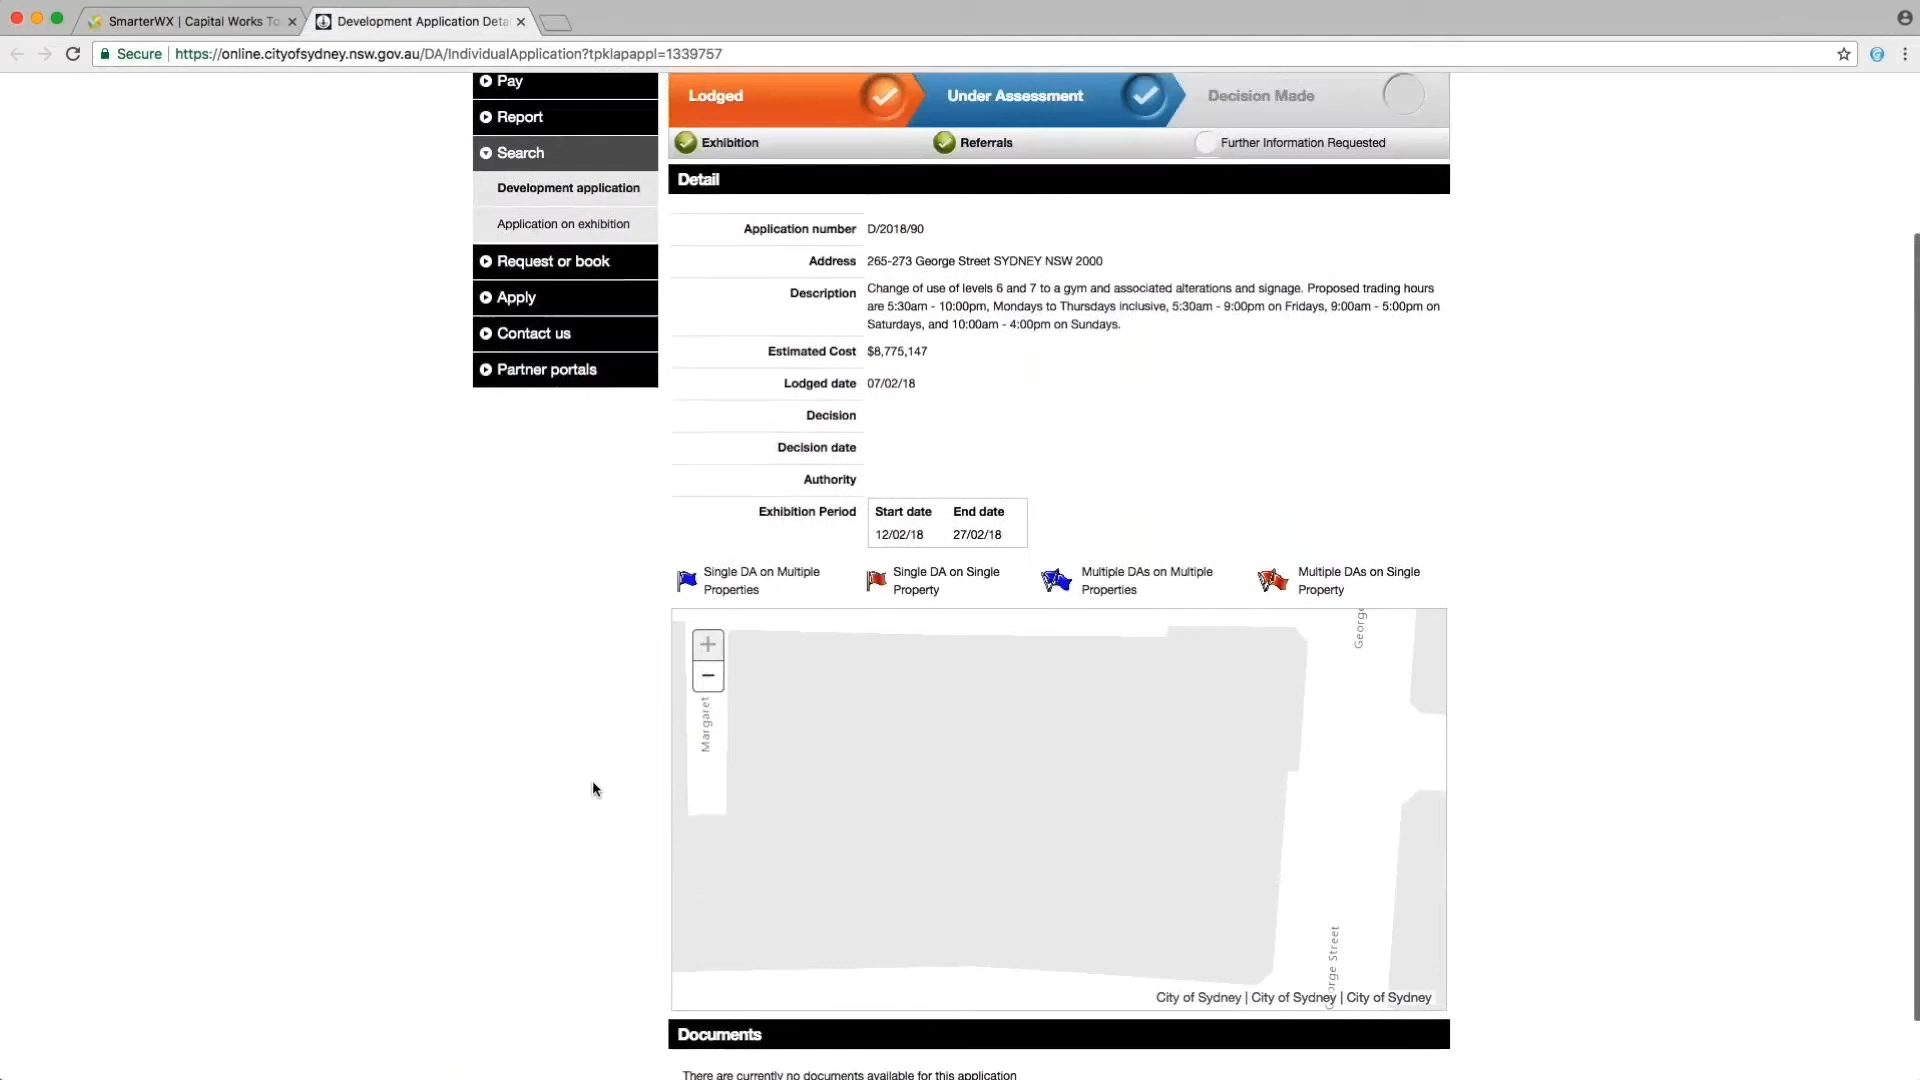 SmarterWX | Capital Works To
Development Application Deta
Secure
https://online.cityofsydney.nsw.gov.au/DA/IndividualApplication?tpklapappl=1339757
Pay
Report
Search
Development application
Application on exhibition
Request or book
Apply
Contact us
Partner portals
Lodged
Under Assessment
Decision Made
Exhibition
Referrals
Further Information Requested
Detail
Application number D/2018/90
Address 265-273 George Street SYDNEY NSW 2000
Description Change of use of levels 6 and 7 to a gym and associated alterations and signage. Proposed trading hours
are 5:30am - 10:00pm, Mondays to Thursdays inclusive, 5:30am - 9:00pm on Fridays, 9:00am - 5:00pm on
Saturdays, and 10:00am - 4:00pm on Sundays.
Estimated Cost $8,775,147
Lodged date 07/02/18
Decision
Decision date
Authority
Exhibition Period
Start date End date
12/02/18 27/02/18
Single DA on Multiple
Properties
Single DA on Single
Property
Multiple DAs on Multiple
Properties
Multiple DAs on Single
Property
+
−
Margaret
George
George Street
City of Sydney | City of Sydney | City of Sydney
Documents
There are currently no documents available for this application